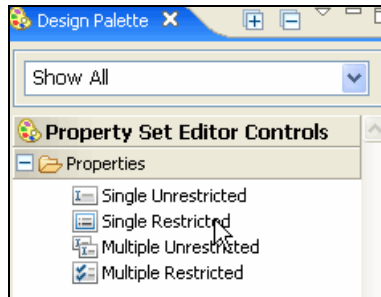 Design Palette
Show All
Property Set Editor Controls
Properties
Single Unrestricted
Single Restricted
Multiple Unrestricted
Multiple Restricted